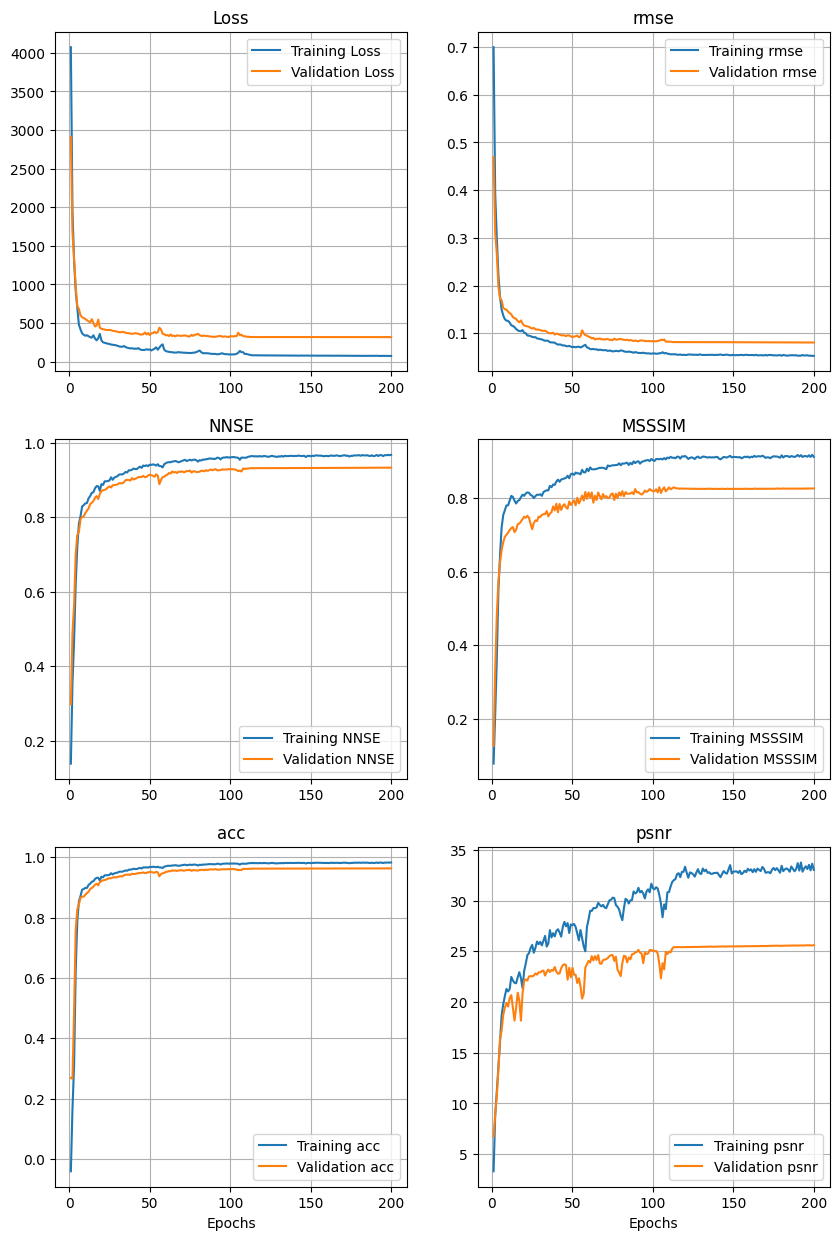 Loss
4000
3500
3000
2500
2000
1500
1000
500
0
0 50 100 150 200
Training Loss
Validation Loss
rmse
0.7
0.6
0.5
0.4
0.3
0.2
0.1
0 50 100 150 200
Training rmse
Validation rmse
NNSE
1.0
0.8
0.6
0.4
0.2
0 50 100 150 200
Training NNSE
Validation NNSE
MSSSIM
0.8
0.6
0.4
0.2
0 50 100 150 200
Training MSSSIM
Validation MSSSIM
acc
1.0
0.8
0.6
0.4
0.2
0.0
0 50 100 150 200
Training acc
Validation acc
Epochs
psnr
35
30
25
20
15
10
5
0 50 100 150 200
Training psnr
Validation psnr
Epochs